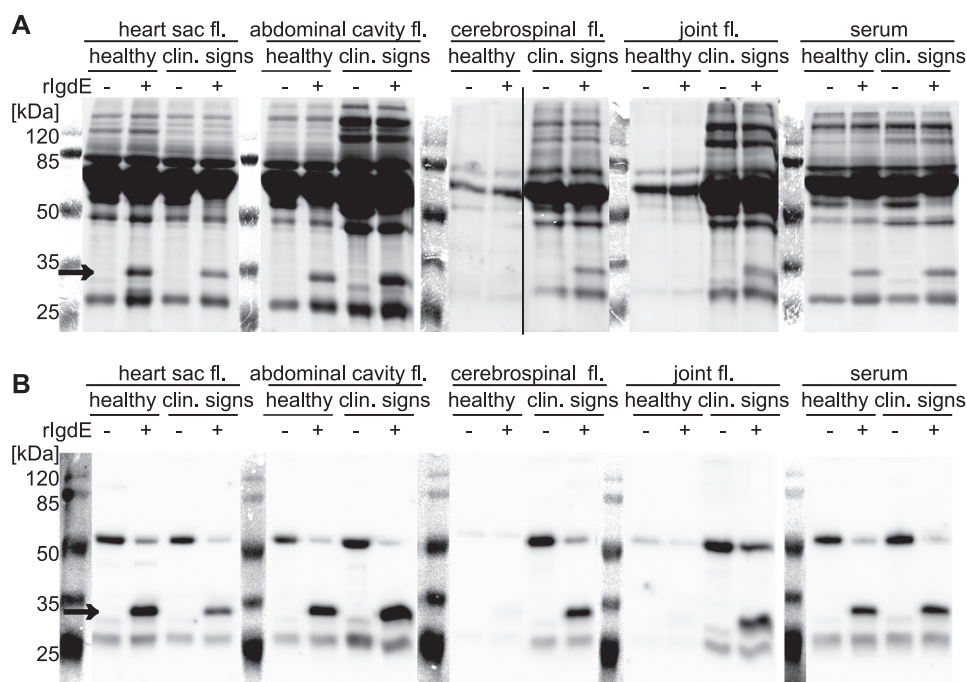 A
heart sac fl. abdominal cavity fl. cerebrospinal fl. joint fl. serum
healthy clin. signs healthy clin. signs healthy clin. signs healthy clin. signs healthy clin. signs
rIgdE - + - + - + - + - + - + - + - + - + - +
[kDa]
120
85
50
35
25
B
heart sac fl. abdominal cavity fl. cerebrospinal fl. joint fl. serum
healthy clin. signs healthy clin. signs healthy clin. signs healthy clin. signs healthy clin. signs
rIgdE - + - + - + - + - + - + - + - + - + - +
[kDa]
120
85
50
35
25